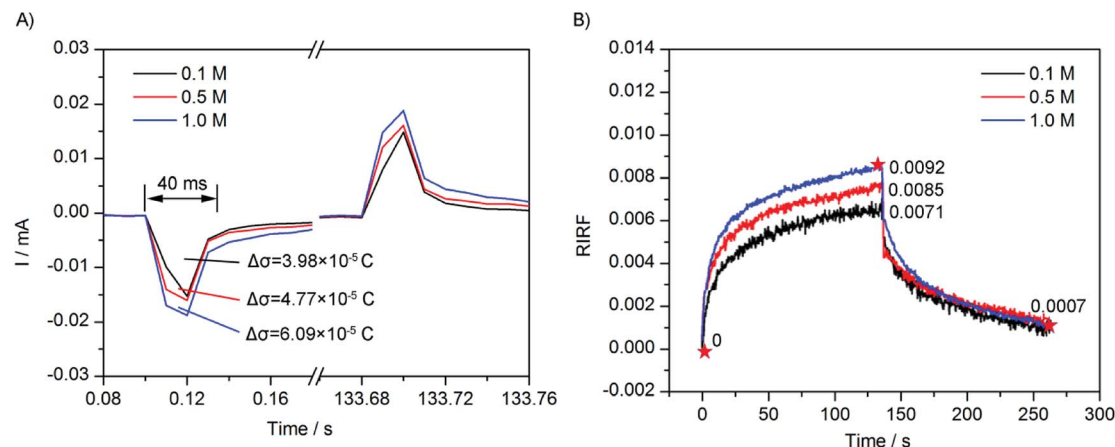 A)
0.03
0.02
0.01
0.00
-0.01
-0.02
-0.03
I / mA
0.1 M
0.5 M
1.0 M
40 ms
Δσ=3.98×10⁻⁵ C
Δσ=4.77×10⁻⁵ C
Δσ=6.09×10⁻⁵ C
0.08 0.12 0.16 133.68 133.72 133.76
Time / s
B)
0.014
0.012
0.010
0.008
0.006
0.004
0.002
0.000
-0.002
RIRF
0.1 M
0.5 M
1.0 M
0.0092
0.0085
0.0071
0.0007
0
0 50 100 150 200 250 300
Time / s